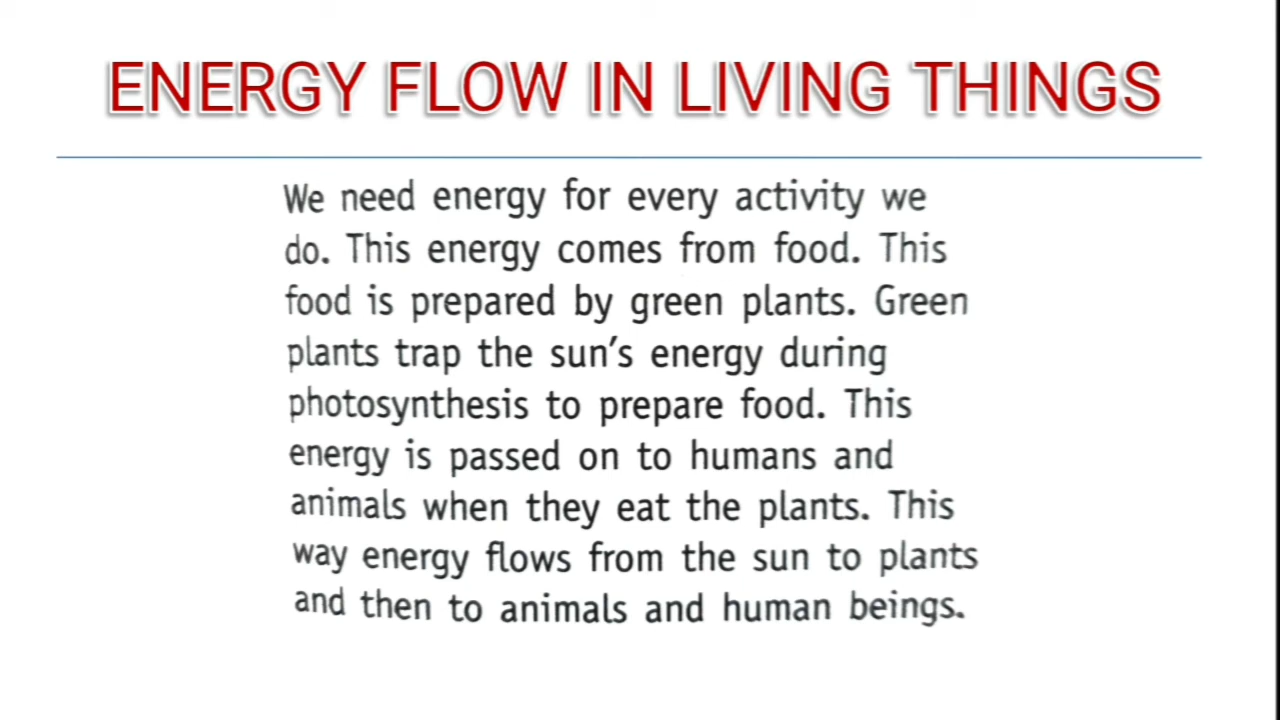 ENERGY FLOW IN LIVING THINGS
We need energy for every activity we
do. This energy comes from food. This
food is prepared by green plants. Green
plants trap the sun's energy during
photosynthesis to prepare food. This
energy is passed on to humans and
animals when they eat the plants. This
way energy flows from the sun to plants
and then to animals and human beings.